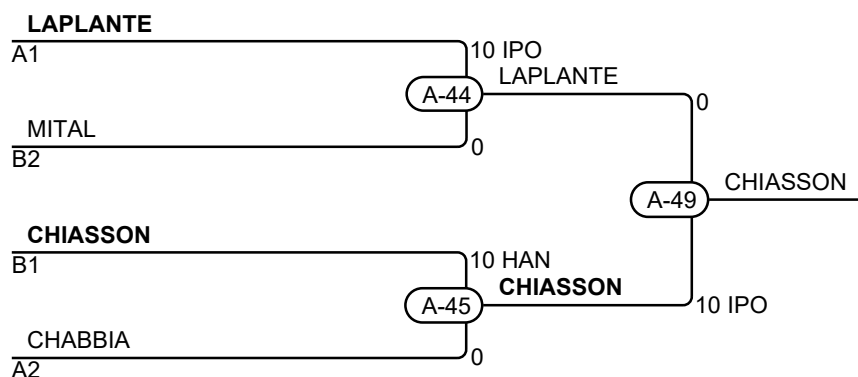 LAPLANTE
A1
10 IPO
A-44
LAPLANTE
MITAL
B2
0
0
A-49
CHIASSON
CHIASSON
B1
10 HAN
A-45
CHIASSON
10 IPO
CHABBIA
A2
0